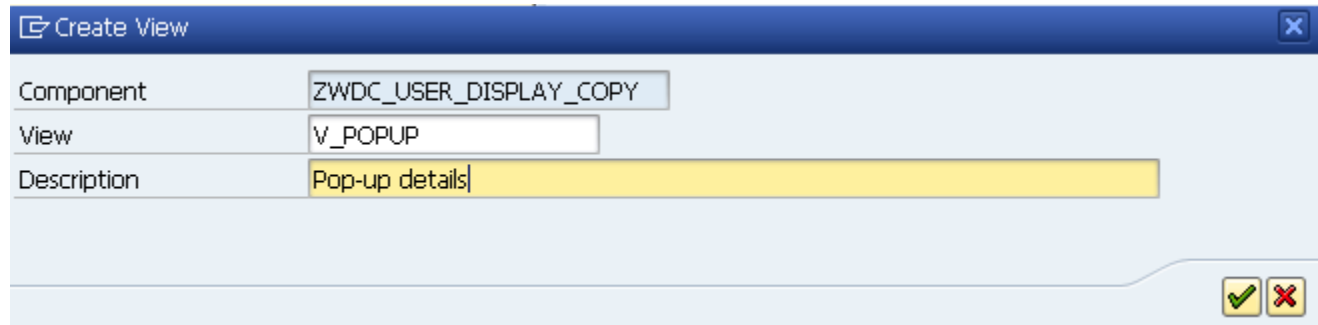 Create View
Component ZWDC_USER_DISPLAY_COPY
View V_POPUP
Description Pop-up details